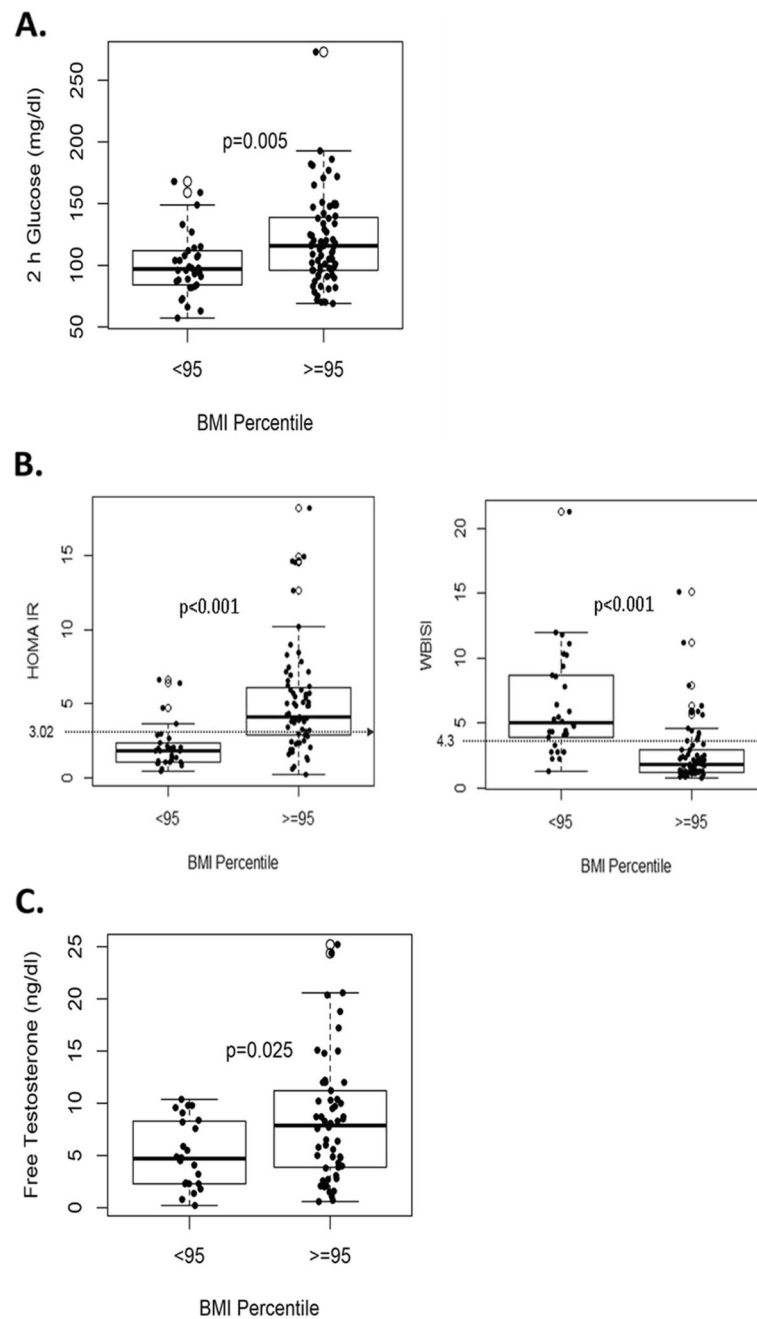 A.
2 h Glucose (mg/dl)
250
200
150
100
50
p=0.005
<95
>=95
BMI Percentile
B.
HOMA IR
15
10
5
3.02
0
p<0.001
<95
>=95
BMI Percentile
WBISI
20
15
10
5
4.3
0
p<0.001
<95
>=95
BMI Percentile
C.
Free Testosterone (ng/dl)
25
20
15
10
5
0
p=0.025
<95
>=95
BMI Percentile